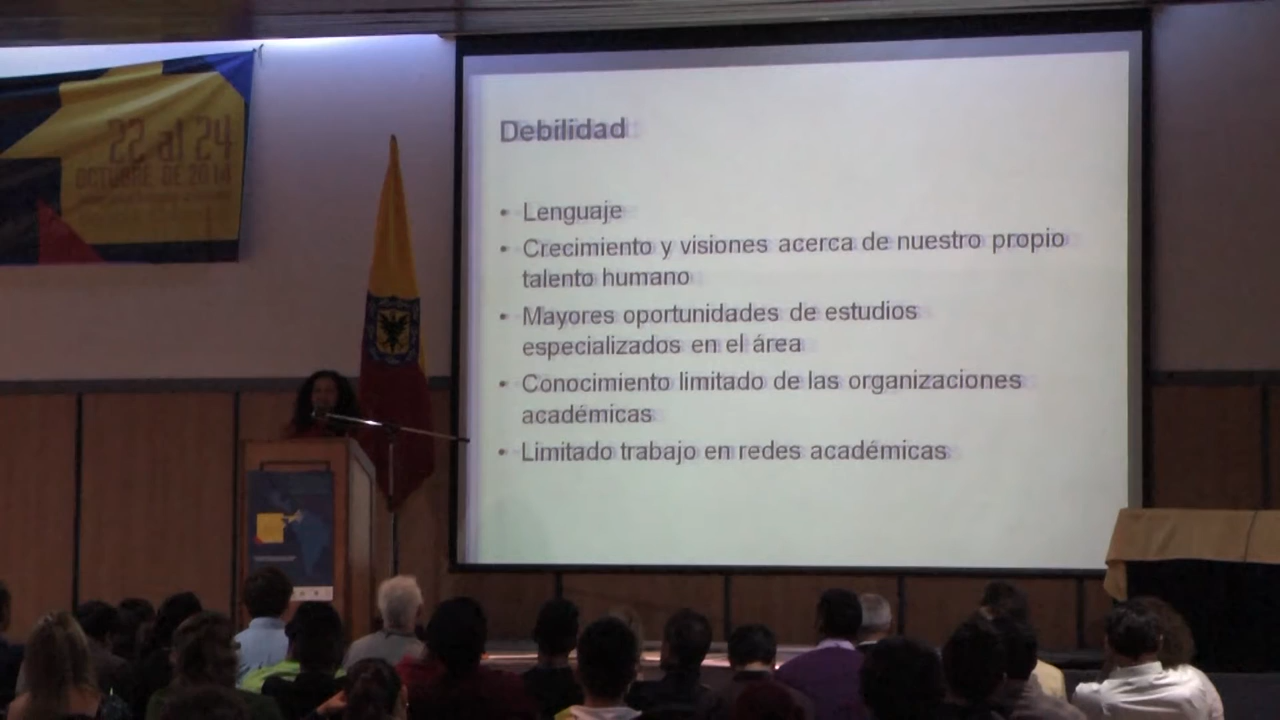 22 al 24
OCTUBRE DE 2014
Debilidad
• Lenguaje
• Crecimiento y visiones acerca de nuestro propio
talento humano
• Mayores oportunidades de estudios
especializados en el área
• Conocimiento limitado de las organizaciones
académicas
• Limitado trabajo en redes académicas